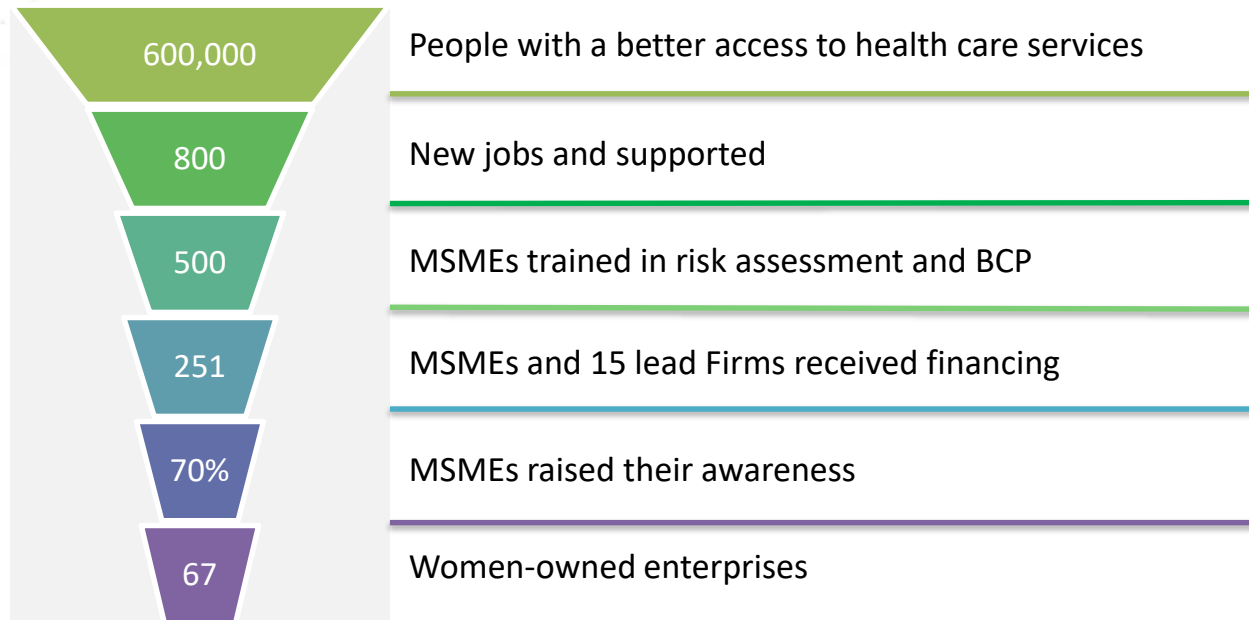 600,000
People with a better access to health care services
800
New jobs and supported
500
MSMEs trained in risk assessment and BCP
251
MSMEs and 15 lead Firms received financing
70%
MSMEs raised their awareness
67
Women-owned enterprises